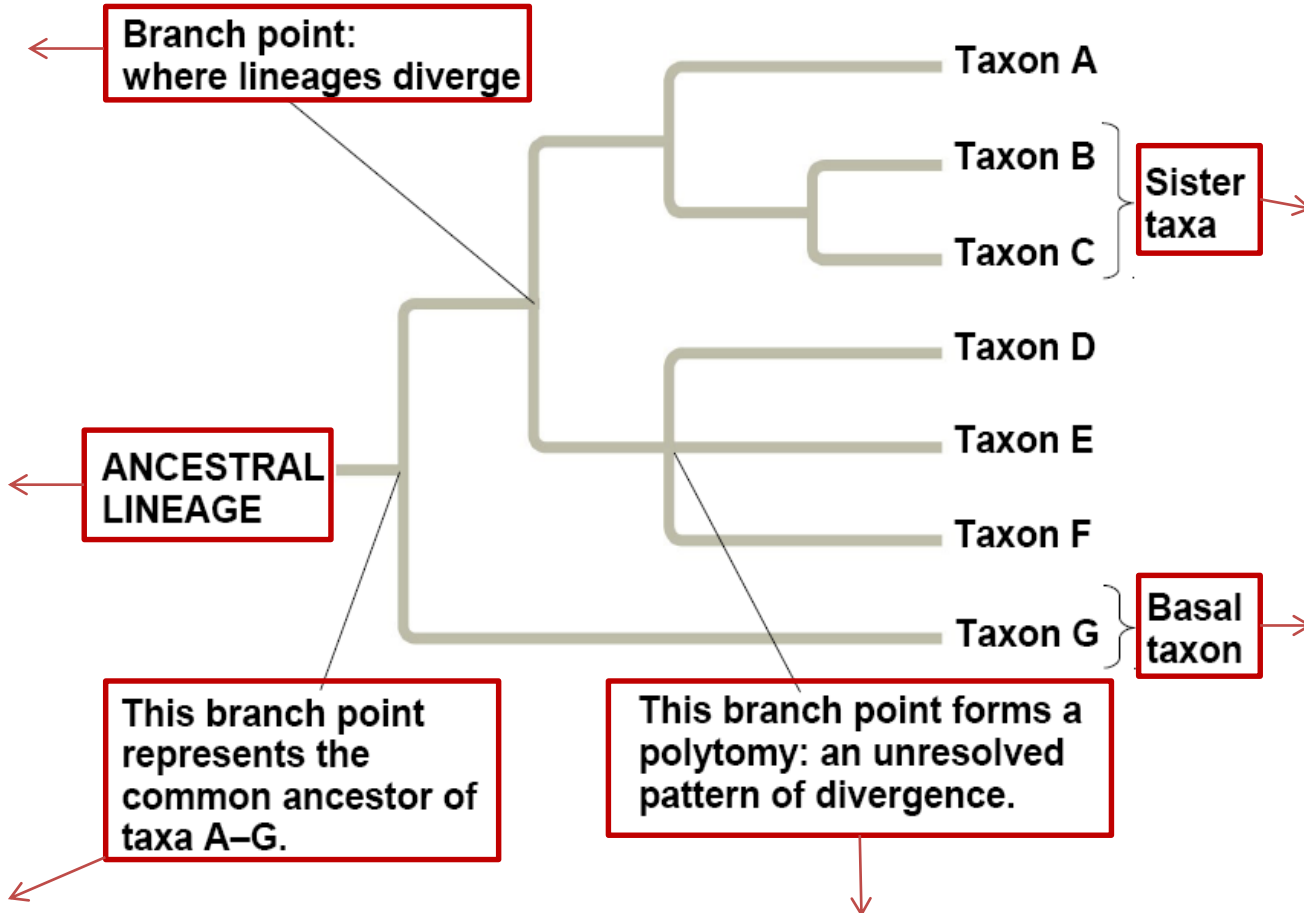 Branch point:
where lineages diverge
Taxon A
Taxon B
Taxon C
Sister
taxa
Taxon D
Taxon E
Taxon F
ANCESTRAL
LINEAGE
Taxon G
Basal
taxon
This branch point
represents the
common ancestor of
taxa A–G.
This branch point forms a
polytomy: an unresolved
pattern of divergence.